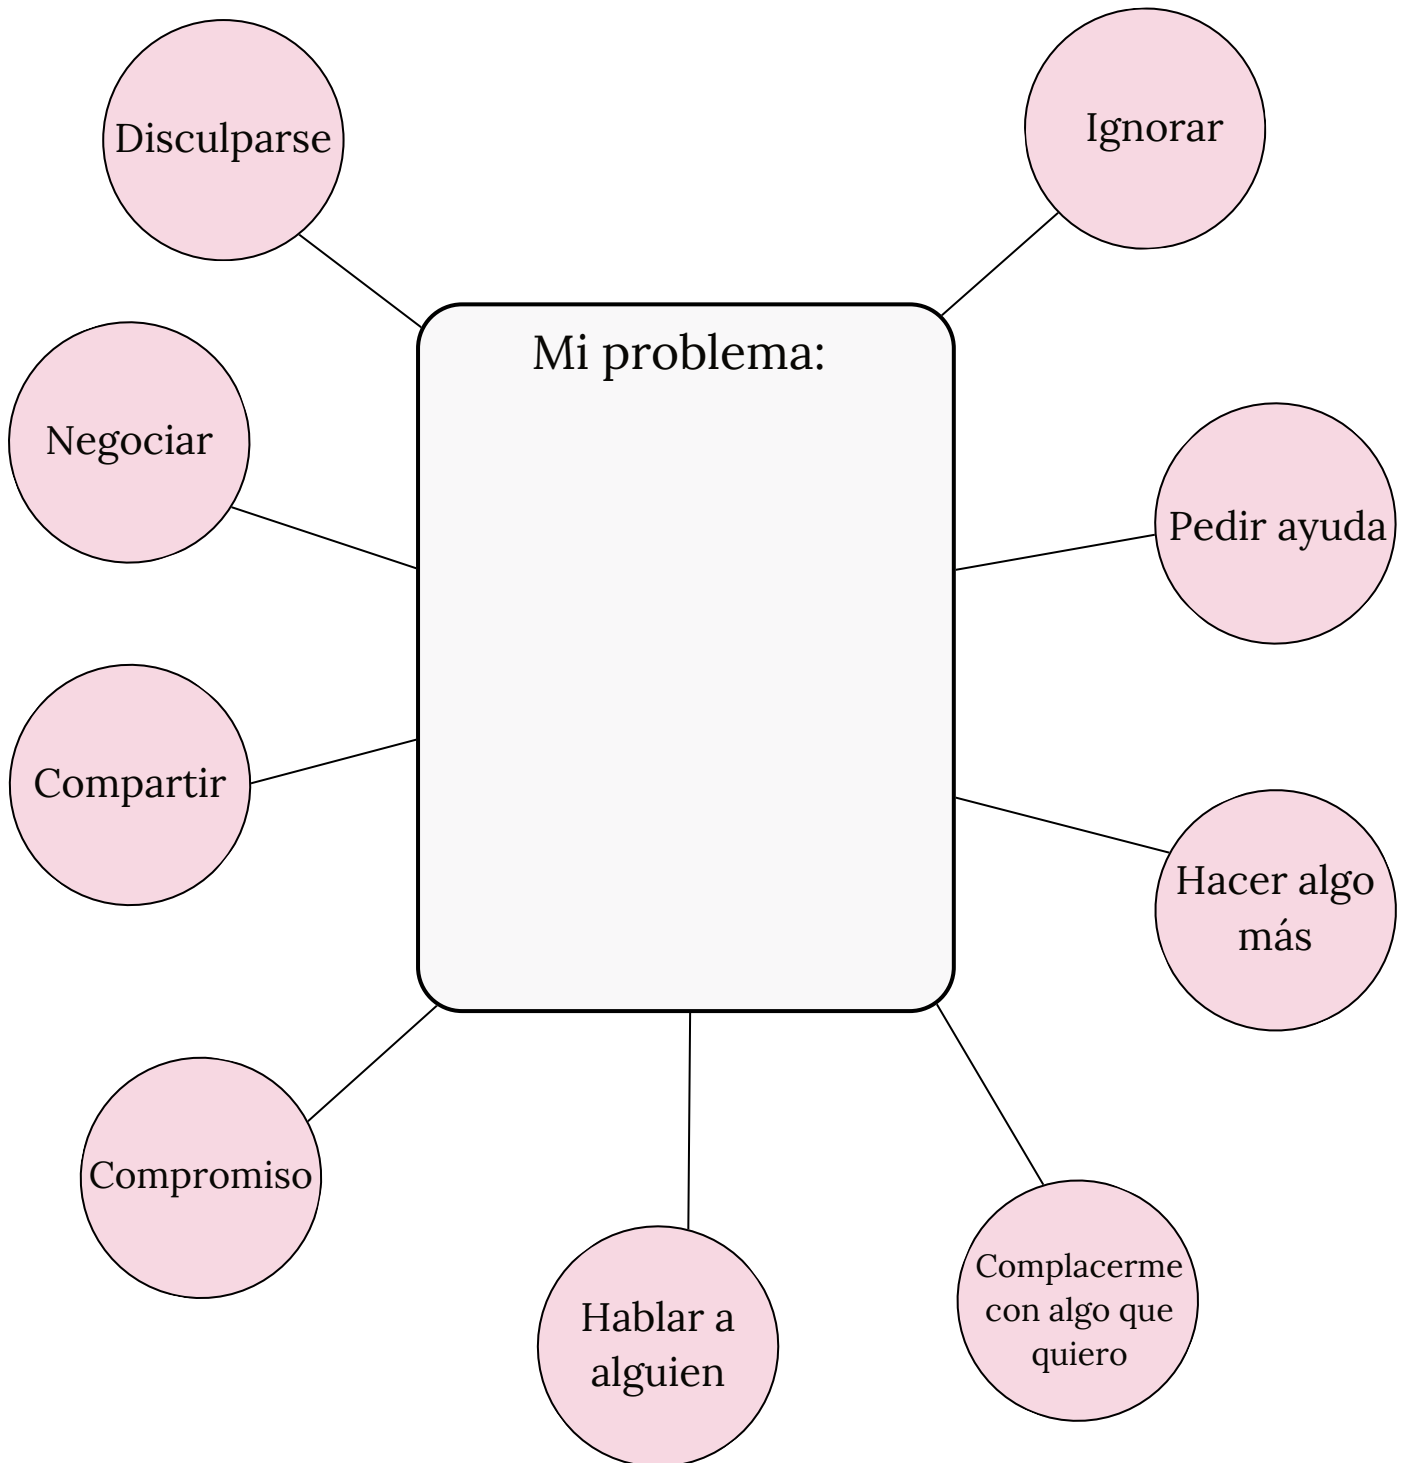 Disculparse
Ignorar
Mi problema:
Negociar
Pedir ayuda
Compartir
Hacer algo
más
Compromiso
Hablar a
alguien
Complacerme
con algo que
quiero